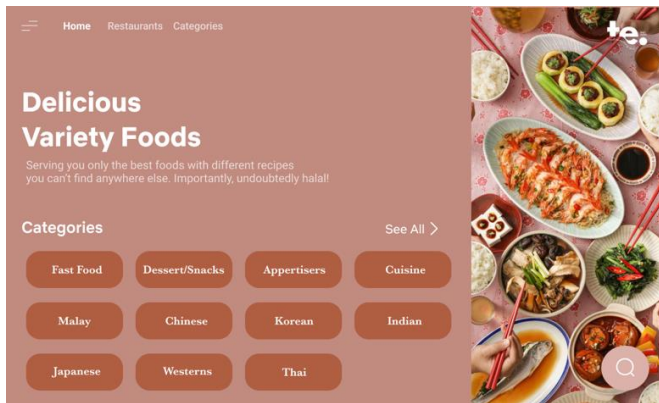 Home Restaurants Categories
te.
Delicious
Variety Foods
Serving you only the best foods with different recipes
you can't find anywhere else. Importantly, undoubtedly halal!
Categories
See All
Fast Food
Dessert/Snacks
Appertisers
Cuisine
Malay
Chinese
Korean
Indian
Japanese
Westerns
Thai